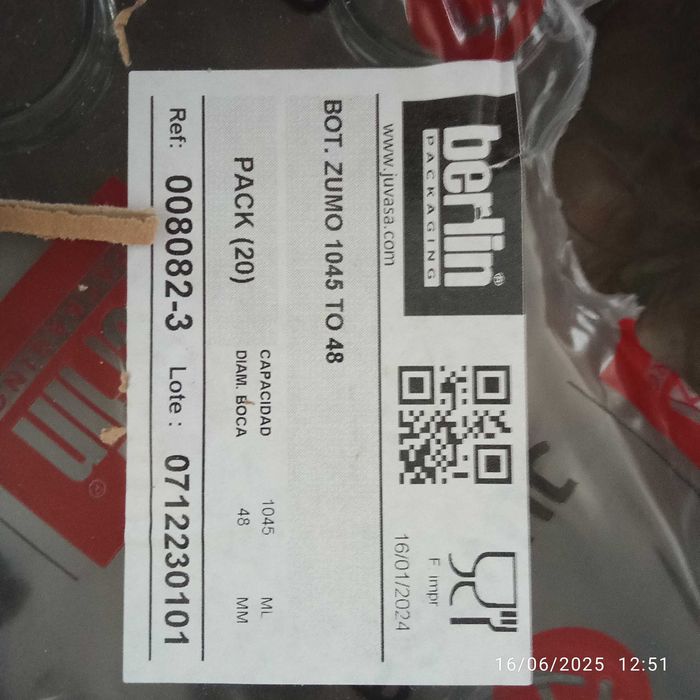 berlin®
PACKAGING
www.juvasa.com
F. impr
16/01/2024
BOT. ZUMO 1045 TO 48
PACK (20)
CAPACIDAD 1045 ML
DIAM. BOCA 48 MM
Ref: 008082-3 Lote : 0712230101
16/06/2025 12:51